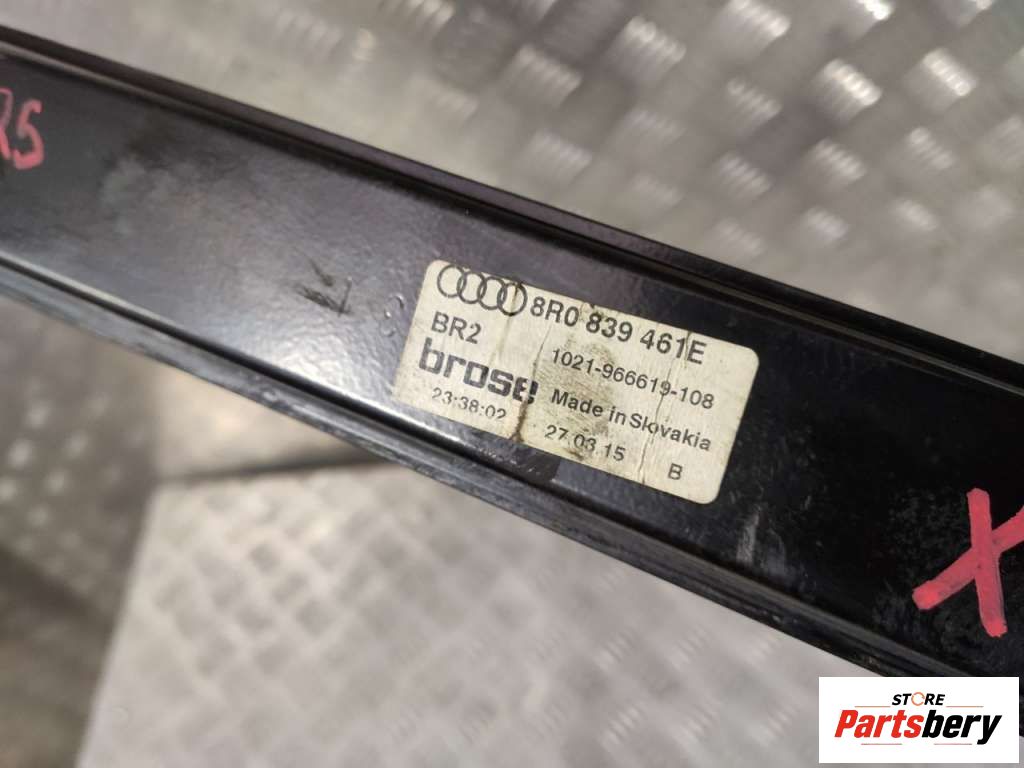 8R0 839 461E
BR2
1021-966619-108
brose
Made in Slovakia
23:38:02
27 03 15
B
X
STORE
Partsbery